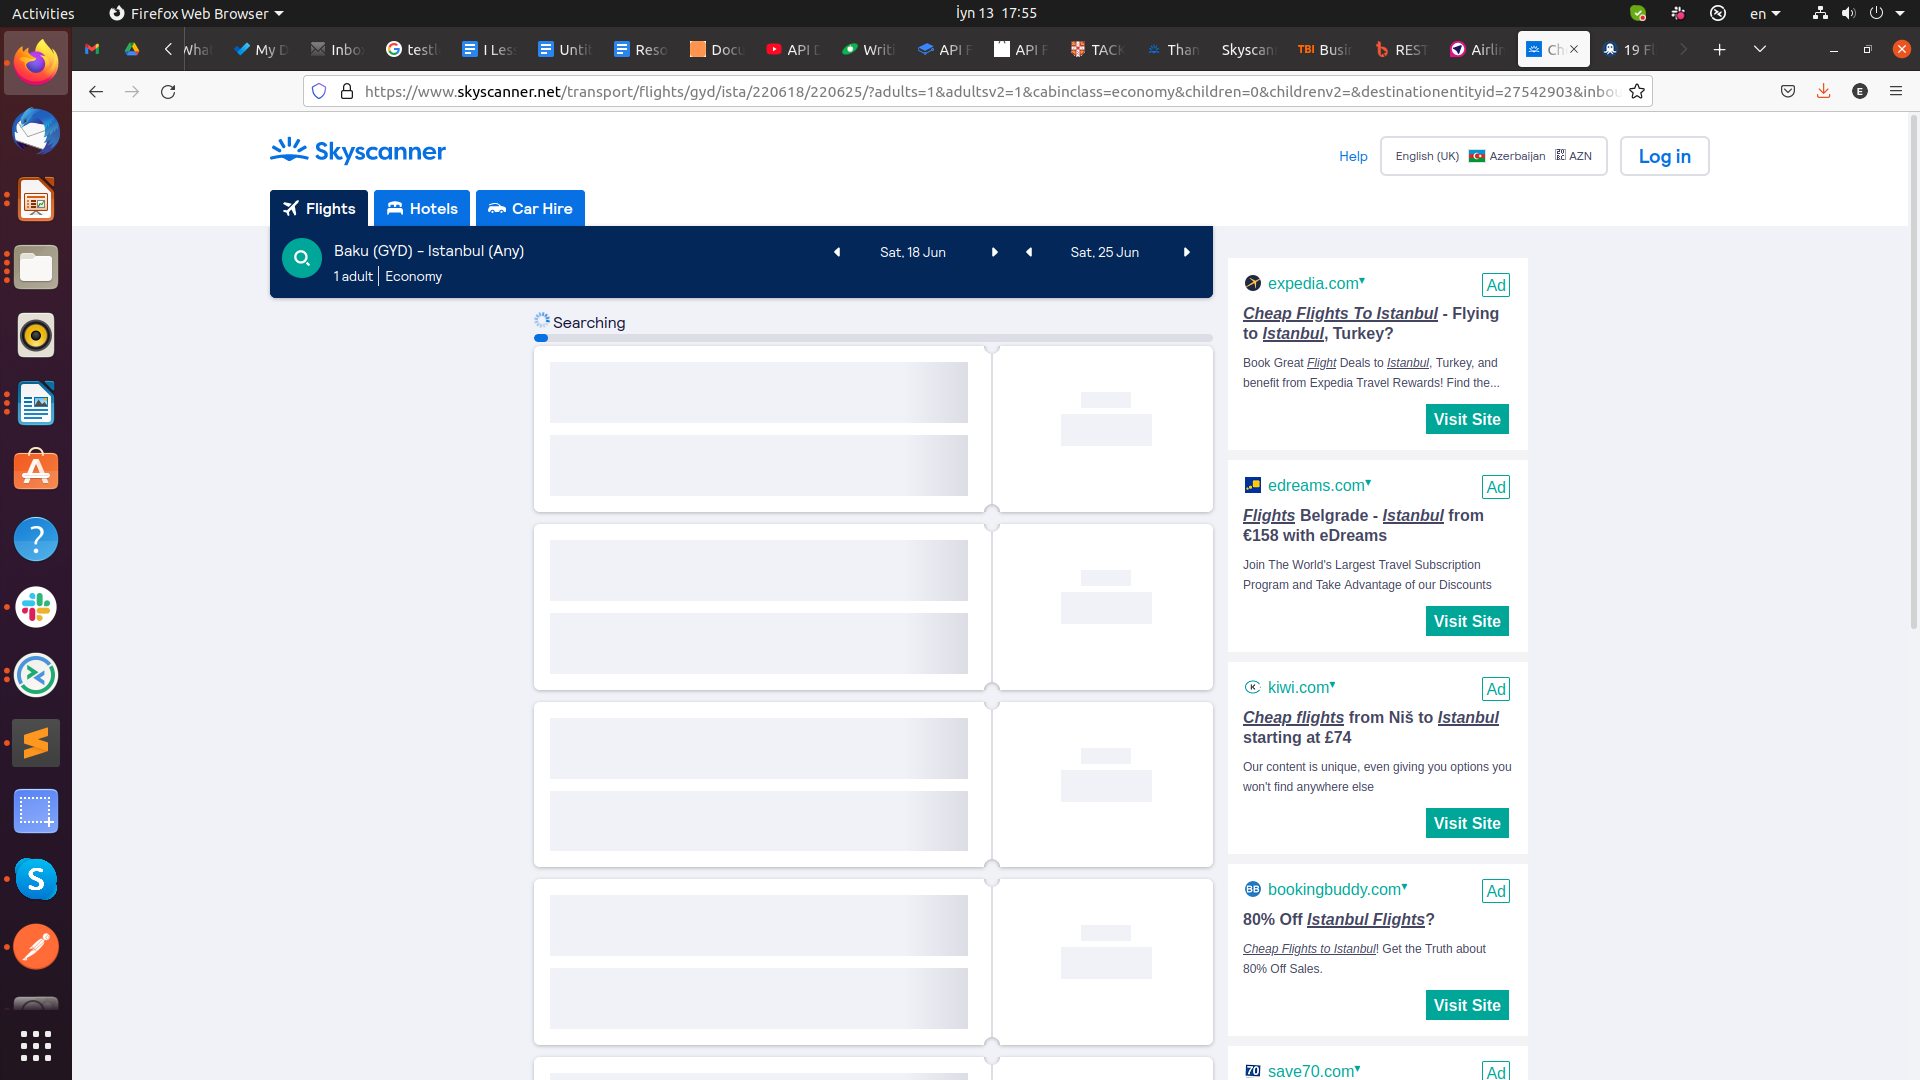 Activities
Firefox Web Browser
İyn 13 17:55
en
What
My D
Inbo
testl
I Les
Untit
Reso
Docu
API D
Writi
API F
API F
TACK
Than
Skyscan
TBI Busin
REST
Airlin
Ch
19 Fl
https://www.skyscanner.net/transport/flights/gyd/ista/220618/220625/?adults=1&adultsv2=1&cabinclass=economy&children=0&childrenv2=&destinationentityid=27542903&inbou
E
Skyscanner
Help
English (UK) Azerbaijan AZN
Log in
Flights
Hotels
Car Hire
Baku (GYD) – Istanbul (Any)
1 adult
Economy
Sat, 18 Jun
Sat, 25 Jun
Searching
expedia.com
Ad
Cheap Flights To Istanbul - Flying
to Istanbul, Turkey?
Book Great Flight Deals to Istanbul, Turkey, and
benefit from Expedia Travel Rewards! Find the...
Visit Site
edreams.com
Ad
Flights Belgrade - Istanbul from
€158 with eDreams
Join The World's Largest Travel Subscription
Program and Take Advantage of our Discounts
Visit Site
K
kiwi.com
Ad
Cheap flights from Niš to Istanbul
starting at £74
Our content is unique, even giving you options you
won't find anywhere else
Visit Site
BB
bookingbuddy.com
Ad
80% Off Istanbul Flights?
Cheap Flights to Istanbul! Get the Truth about
80% Off Sales.
Visit Site
70
save70.com
Ad